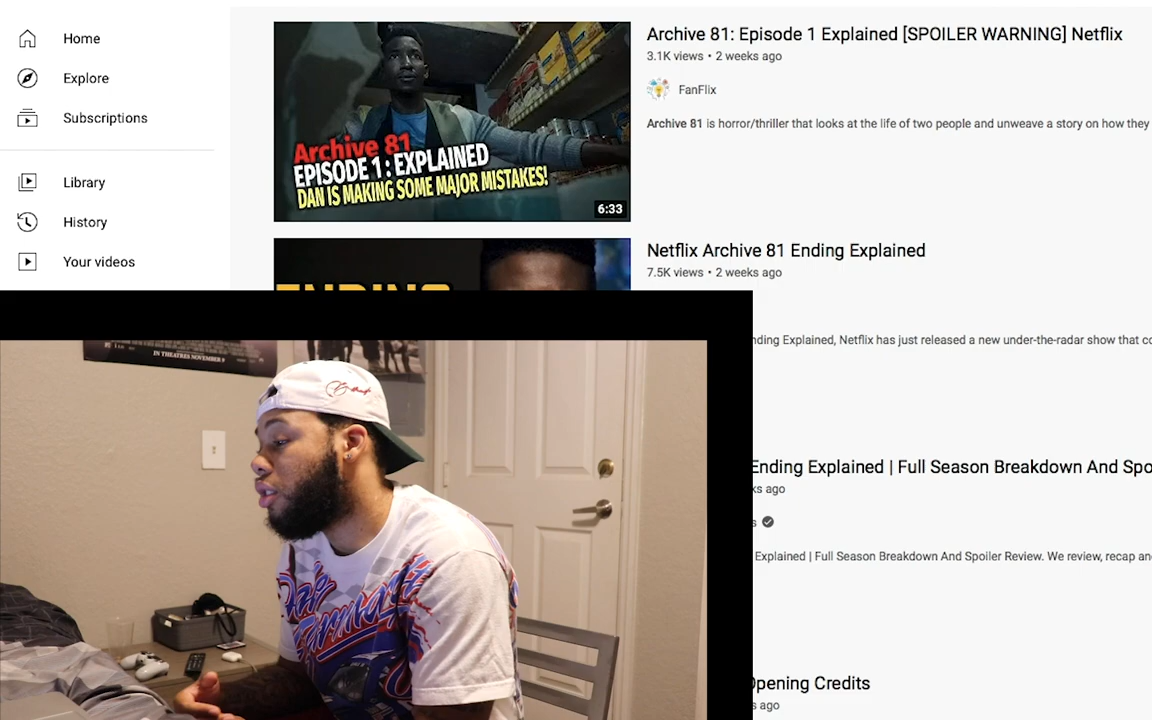 Home
Explore
Subscriptions
Library
History
Your videos
Archive 81
EPISODE 1: EXPLAINED
DAN IS MAKING SOME MAJOR MISTAKES!
6:33
Archive 81: Episode 1 Explained [SPOILER WARNING] Netflix
3.1K views • 2 weeks ago
FanFlix
Archive 81 is horror/thriller that looks at the life of two people and unweave a story on how they
ENDING
Netflix Archive 81 Ending Explained
7.5K views • 2 weeks ago
nding Explained, Netflix has just released a new under-the-radar show that co
Ending Explained | Full Season Breakdown And Spo
ks ago
s
Explained | Full Season Breakdown And Spoiler Review. We review, recap an
Opening Credits
s ago
IN THEATRES NOVEMBER 9